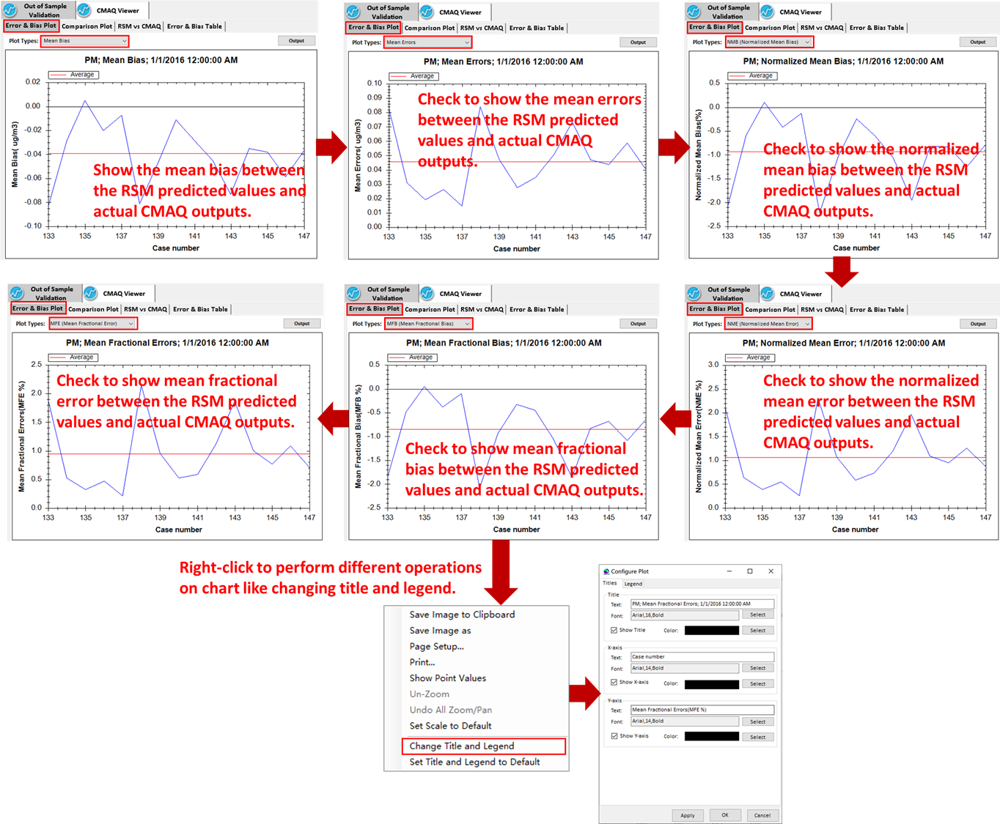 Out of Sample
Validation
CMAQ Viewer
Error & Bias Plot
Comparison Plot
RSM vs CMAQ
Error & Bias Table
Plot Types:
Mean Bias
Output
PM; Mean Bias; 1/1/2016 12:00:00 AM
Average
Mean Bias( ug/m3)
0.02
0.00
-0.02
-0.04
-0.06
-0.08
-0.10
133
135
137
139
141
143
145
147
Case number
Show the mean bias between
the RSM predicted values and
actual CMAQ outputs.
Out of Sample
Validation
CMAQ Viewer
Error & Bias Plot
Comparison Plot
RSM vs CMAQ
Error & Bias Table
Plot Types:
Mean Errors
Output
PM; Mean Errors; 1/1/2016 12:00:00 AM
Average
Mean Errors( ug/m3)
0.10
0.09
0.08
0.07
0.06
0.05
0.04
0.03
0.02
0.01
0.00
133
135
137
139
141
143
145
147
Case number
Check to show the mean errors
between the RSM predicted
values and actual CMAQ
outputs.
Out of Sample
Validation
CMAQ Viewer
Error & Bias Plot
Comparison Plot
RSM vs CMAQ
Error & Bias Table
Plot Types:
NMB (Normalized Mean Bias)
Output
PM; Normalized Mean Bias; 1/1/2016 12:00:00 AM
Average
Normalized Mean Bias(%)
0.5
0.0
-0.5
-1.0
-1.5
-2.0
-2.5
133
135
137
139
141
143
145
147
Case number
Check to show the normalized
mean bias between the RSM
predicted values and actual
CMAQ outputs.
Out of Sample
Validation
CMAQ Viewer
Error & Bias Plot
Comparison Plot
RSM vs CMAQ
Error & Bias Table
Plot Types:
MFE (Mean Fractional Error)
Output
PM; Mean Fractional Errors; 1/1/2016 12:00:00 AM
Average
Mean Fractional Errors(MFE %)
2.5
2.0
1.5
1.0
0.5
0.0
133
135
137
139
141
143
145
147
Case number
Check to show mean fractional
error between the RSM predicted
values and actual CMAQ outputs.
Out of Sample
Validation
CMAQ Viewer
Error & Bias Plot
Comparison Plot
RSM vs CMAQ
Error & Bias Table
Plot Types:
MFB (Mean Fractional Bias)
Output
PM; Mean Fractional Bias; 1/1/2016 12:00:00 AM
Average
Mean Fractional Bias(MFB %)
0.5
0.0
-0.5
-1.0
-1.5
-2.0
-2.5
133
135
137
139
141
143
145
147
Case number
Check to show mean fractional
bias between the RSM predicted
values and actual CMAQ outputs.
Out of Sample
Validation
CMAQ Viewer
Error & Bias Plot
Comparison Plot
RSM vs CMAQ
Error & Bias Table
Plot Types:
NME (Normalized Mean Error)
Output
PM; Normalized Mean Error; 1/1/2016 12:00:00 AM
Average
Normalized Mean Error(NME %)
3.0
2.5
2.0
1.5
1.0
0.5
0.0
133
135
137
139
141
143
145
147
Case number
Check to show the normalized
mean error between the RSM
predicted values and actual
CMAQ outputs.
Right-click to perform different operations
on chart like changing title and legend.
Save Image to Clipboard
Save Image as
Page Setup...
Print...
Show Point Values
Un-Zoom
Undo All Zoom/Pan
Set Scale to Default
Change Title and Legend
Set Title and Legend to Default
Configure Plot
Titles
Legend
Title
Text: PM; Mean Fractional Errors; 1/1/2016 12:00:00 AM
Font: Arial,16,Bold Select
Show Title Color: Select
X-axis
Text: Case number
Font: Arial,14,Bold Select
Show X-axis Color: Select
Y-axis
Text: Mean Fractional Errors(MFE %)
Font: Arial,14,Bold Select
Show Y-axis Color: Select
Apply
OK
Cancel